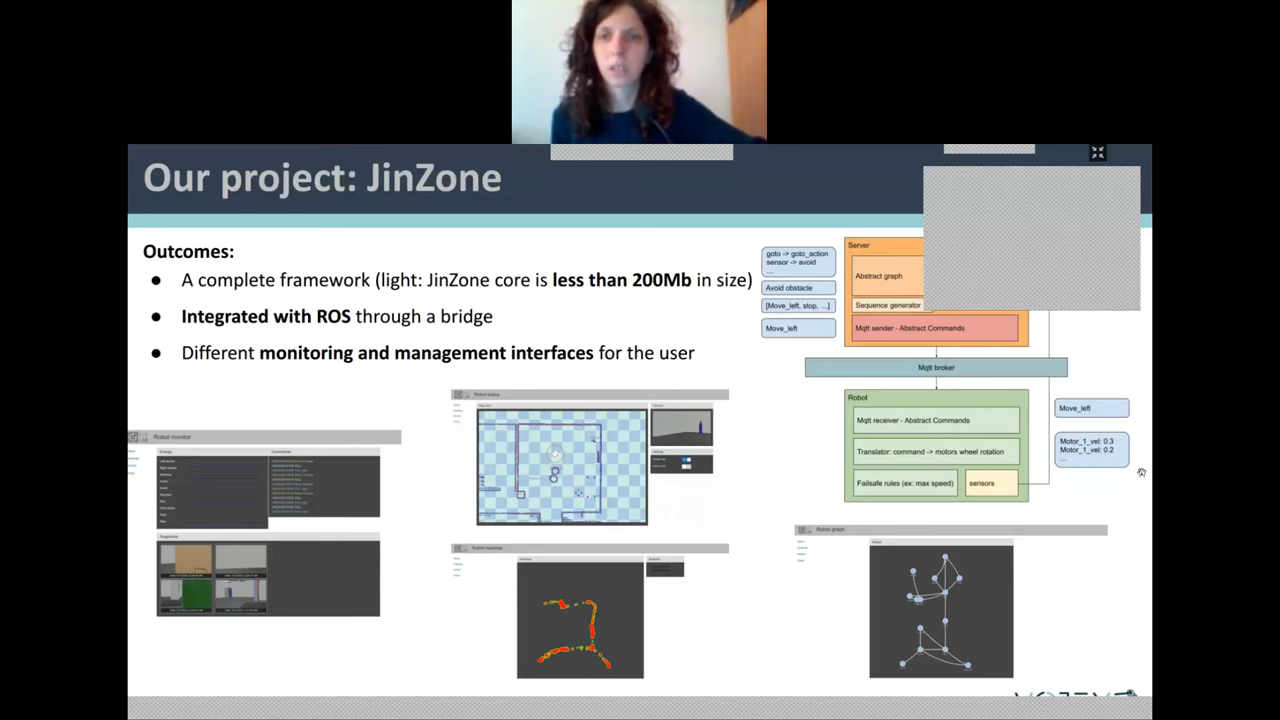 Our project: JinZone
Outcomes:
● A complete framework (light: JinZone core is less than 200Mb in size)
● Integrated with ROS through a bridge
● Different monitoring and management interfaces for the user
goto -> goto_action
sensor -> avoid
...
Avoid obstacle
[Move_left, stop, ...]
Move_left
Server
Abstract graph
Sequence generator
Mqtt sender - Abstract Commands
Mqtt broker
Robot
Mqtt receiver - Abstract Commands
Translator: command -> motors wheel rotation
Failsafe rules (ex: max speed)
sensors
Move_left
Motor_1_vel: 0.3
Motor_1_vel: 0.2
...
Robot monitor
Energy
Commands
Snapshot
Robot status
Robot heatmap
Robot graph